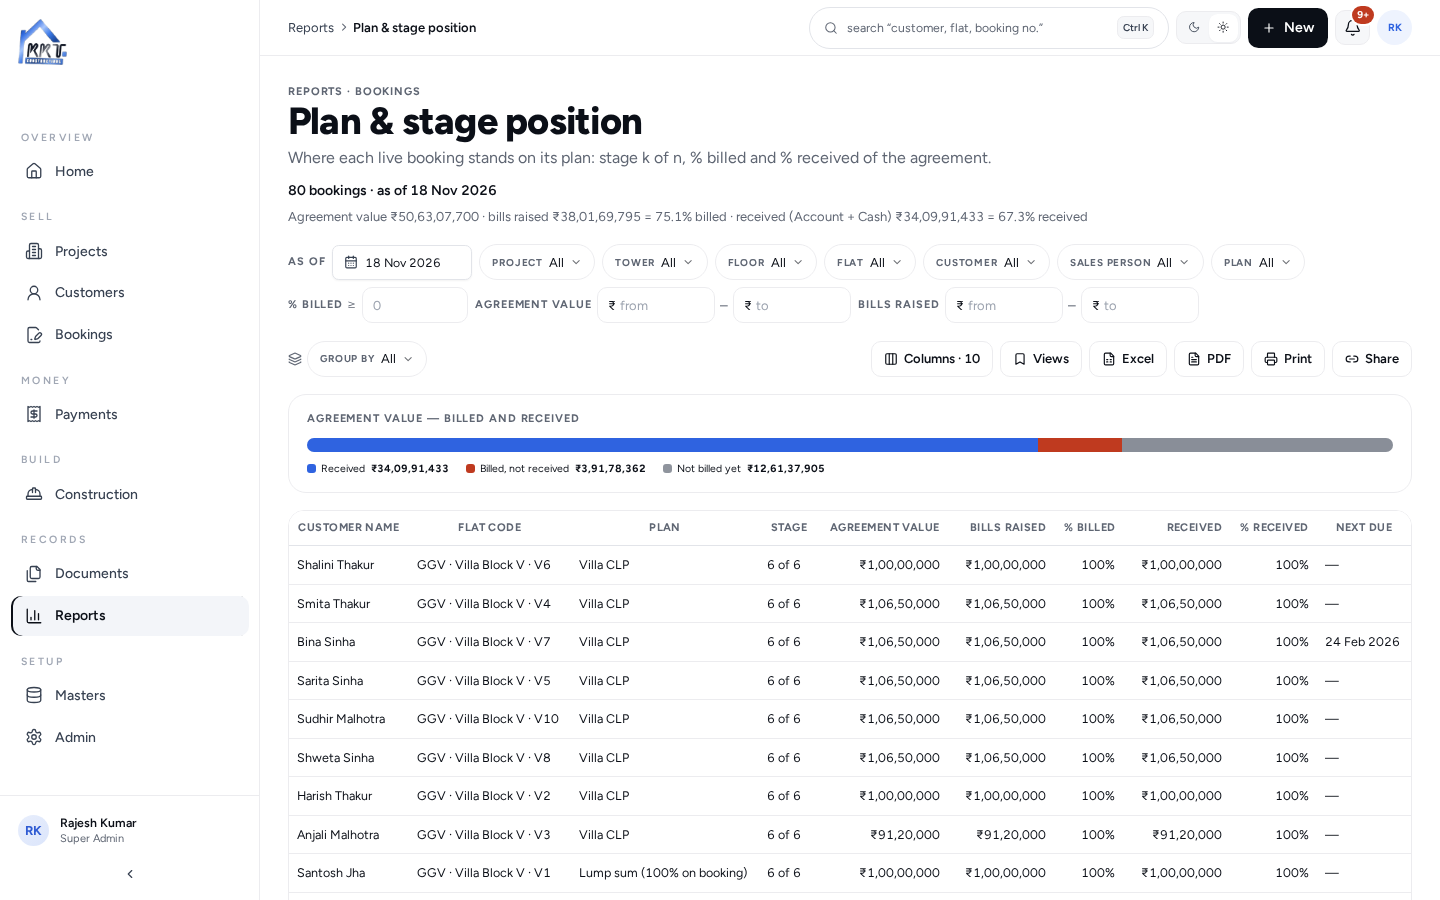 RKT
CONSTRUCTIONS
Reports > Plan & stage position
search “customer, flat, booking no.”
Ctrl K
+ New
9+
RK
OVERVIEW
Home
SELL
Projects
Customers
Bookings
MONEY
Payments
BUILD
Construction
RECORDS
Documents
Reports
SETUP
Masters
Admin
RK
Rajesh Kumar
Super Admin
REPORTS · BOOKINGS
Plan & stage position
Where each live booking stands on its plan: stage k of n, % billed and % received of the agreement.
80 bookings · as of 18 Nov 2026
Agreement value ₹50,63,07,700 · bills raised ₹38,01,69,795 = 75.1% billed · received (Account + Cash) ₹34,09,91,433 = 67.3% received
AS OF 18 Nov 2026 PROJECT All TOWER All FLOOR All FLAT All CUSTOMER All SALES PERSON All PLAN All
% BILLED ≥ 0 AGREEMENT VALUE ₹ from – ₹ to BILLS RAISED ₹ from – ₹ to
GROUP BY All Columns · 10 Views Excel PDF Print Share
AGREEMENT VALUE — BILLED AND RECEIVED
Received ₹34,09,91,433 Billed, not received ₹3,91,78,362 Not billed yet ₹12,61,37,905
CUSTOMER NAME FLAT CODE PLAN STAGE AGREEMENT VALUE BILLS RAISED % BILLED RECEIVED % RECEIVED NEXT DUE
Shalini Thakur GGV · Villa Block V · V6 Villa CLP 6 of 6 ₹1,00,00,000 ₹1,00,00,000 100% ₹1,00,00,000 100% —
Smita Thakur GGV · Villa Block V · V4 Villa CLP 6 of 6 ₹1,06,50,000 ₹1,06,50,000 100% ₹1,06,50,000 100% —
Bina Sinha GGV · Villa Block V · V7 Villa CLP 6 of 6 ₹1,06,50,000 ₹1,06,50,000 100% ₹1,06,50,000 100% 24 Feb 2026
Sarita Sinha GGV · Villa Block V · V5 Villa CLP 6 of 6 ₹1,06,50,000 ₹1,06,50,000 100% ₹1,06,50,000 100% —
Sudhir Malhotra GGV · Villa Block V · V10 Villa CLP 6 of 6 ₹1,06,50,000 ₹1,06,50,000 100% ₹1,06,50,000 100% —
Shweta Sinha GGV · Villa Block V · V8 Villa CLP 6 of 6 ₹1,06,50,000 ₹1,06,50,000 100% ₹1,06,50,000 100% —
Harish Thakur GGV · Villa Block V · V2 Villa CLP 6 of 6 ₹1,00,00,000 ₹1,00,00,000 100% ₹1,00,00,000 100% —
Anjali Malhotra GGV · Villa Block V · V3 Villa CLP 6 of 6 ₹91,20,000 ₹91,20,000 100% ₹91,20,000 100% —
Santosh Jha GGV · Villa Block V · V1 Lump sum (100% on booking) 6 of 6 ₹1,00,00,000 ₹1,00,00,000 100% ₹1,00,00,000 100% —